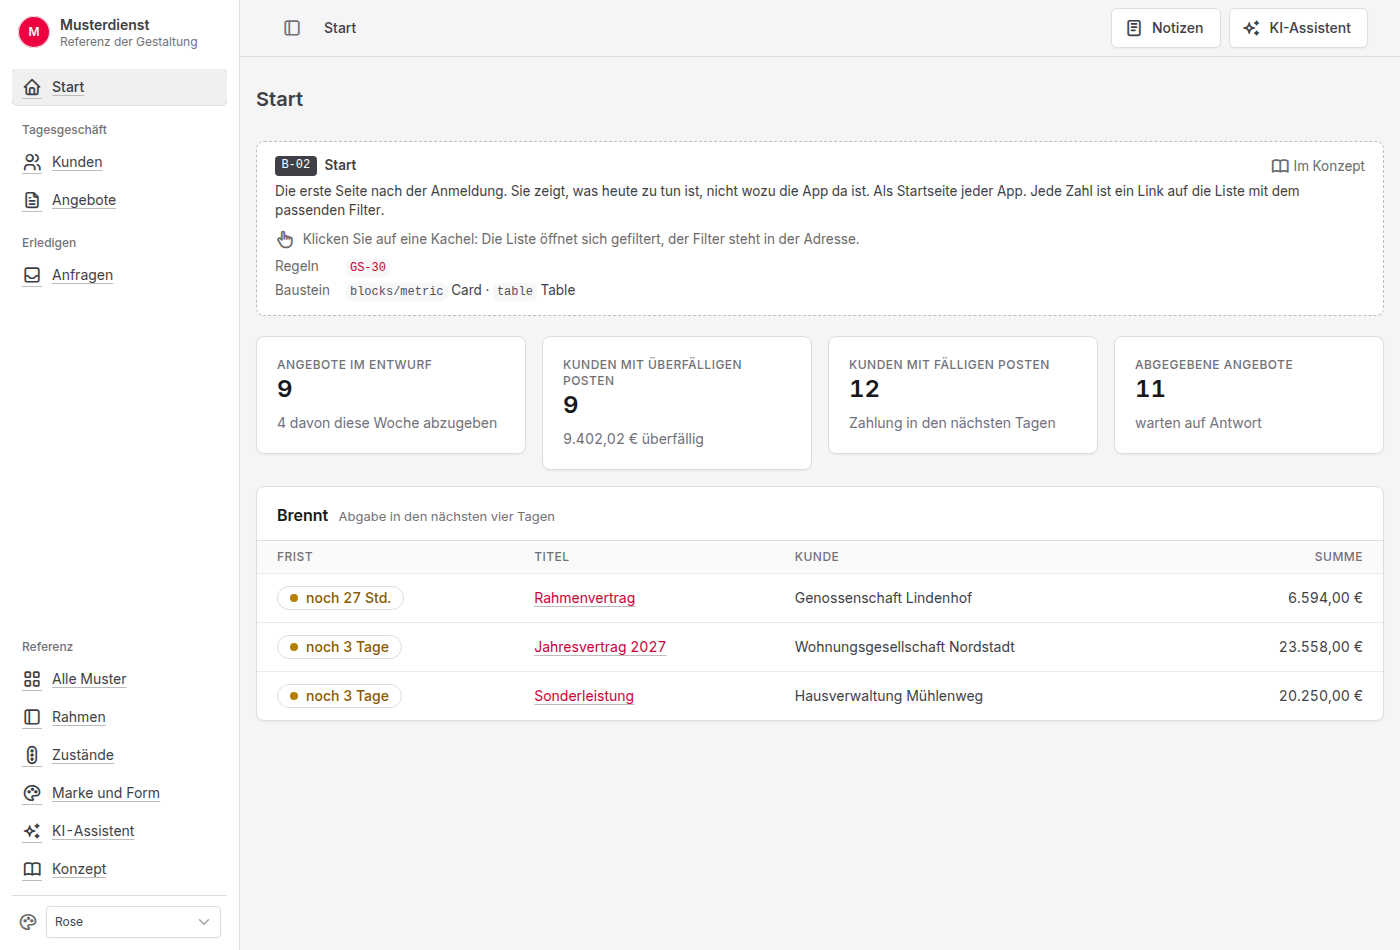 M
Musterdienst
Referenz der Gestaltung
Start
Tagesgeschäft
Kunden
Angebote
Erledigen
Anfragen
Referenz
Alle Muster
Rahmen
Zustände
Marke und Form
KI-Assistent
Konzept
Rose
Start
Notizen
KI-Assistent
Start
B-02 Start
Im Konzept
Die erste Seite nach der Anmeldung. Sie zeigt, was heute zu tun ist, nicht wozu die App da ist. Als Startseite jeder App. Jede Zahl ist ein Link auf die Liste mit dem
passenden Filter.
Klicken Sie auf eine Kachel: Die Liste öffnet sich gefiltert, der Filter steht in der Adresse.
Regeln GS-30
Baustein blocks/metric Card · table Table
ANGEBOTE IM ENTWURF
9
4 davon diese Woche abzugeben
KUNDEN MIT ÜBERFÄLLIGEN
POSTEN
9
9.402,02 € überfällig
KUNDEN MIT FÄLLIGEN POSTEN
12
Zahlung in den nächsten Tagen
ABGEGEBENE ANGEBOTE
11
warten auf Antwort
Brennt Abgabe in den nächsten vier Tagen
FRIST TITEL KUNDE SUMME
noch 27 Std. Rahmenvertrag Genossenschaft Lindenhof 6.594,00 €
noch 3 Tage Jahresvertrag 2027 Wohnungsgesellschaft Nordstadt 23.558,00 €
noch 3 Tage Sonderleistung Hausverwaltung Mühlenweg 20.250,00 €